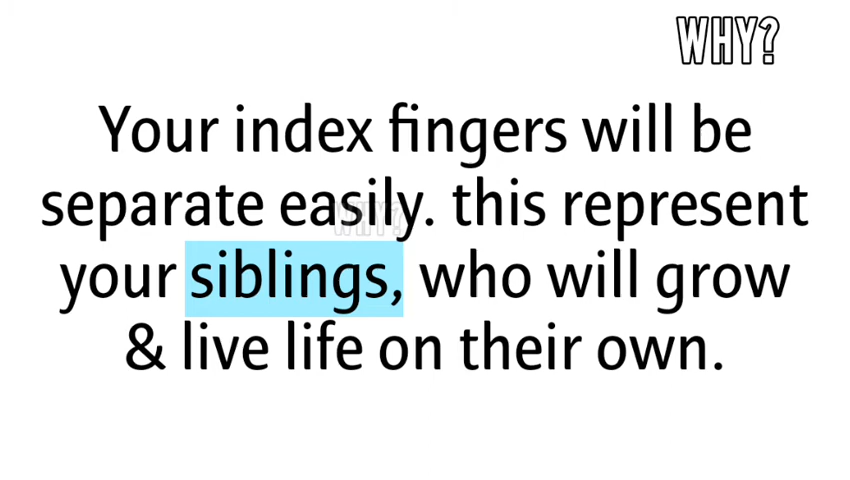 WHY?
Your index fingers will be
separate easily. this represent
WHY?
your siblings, who will grow
& live life on their own.